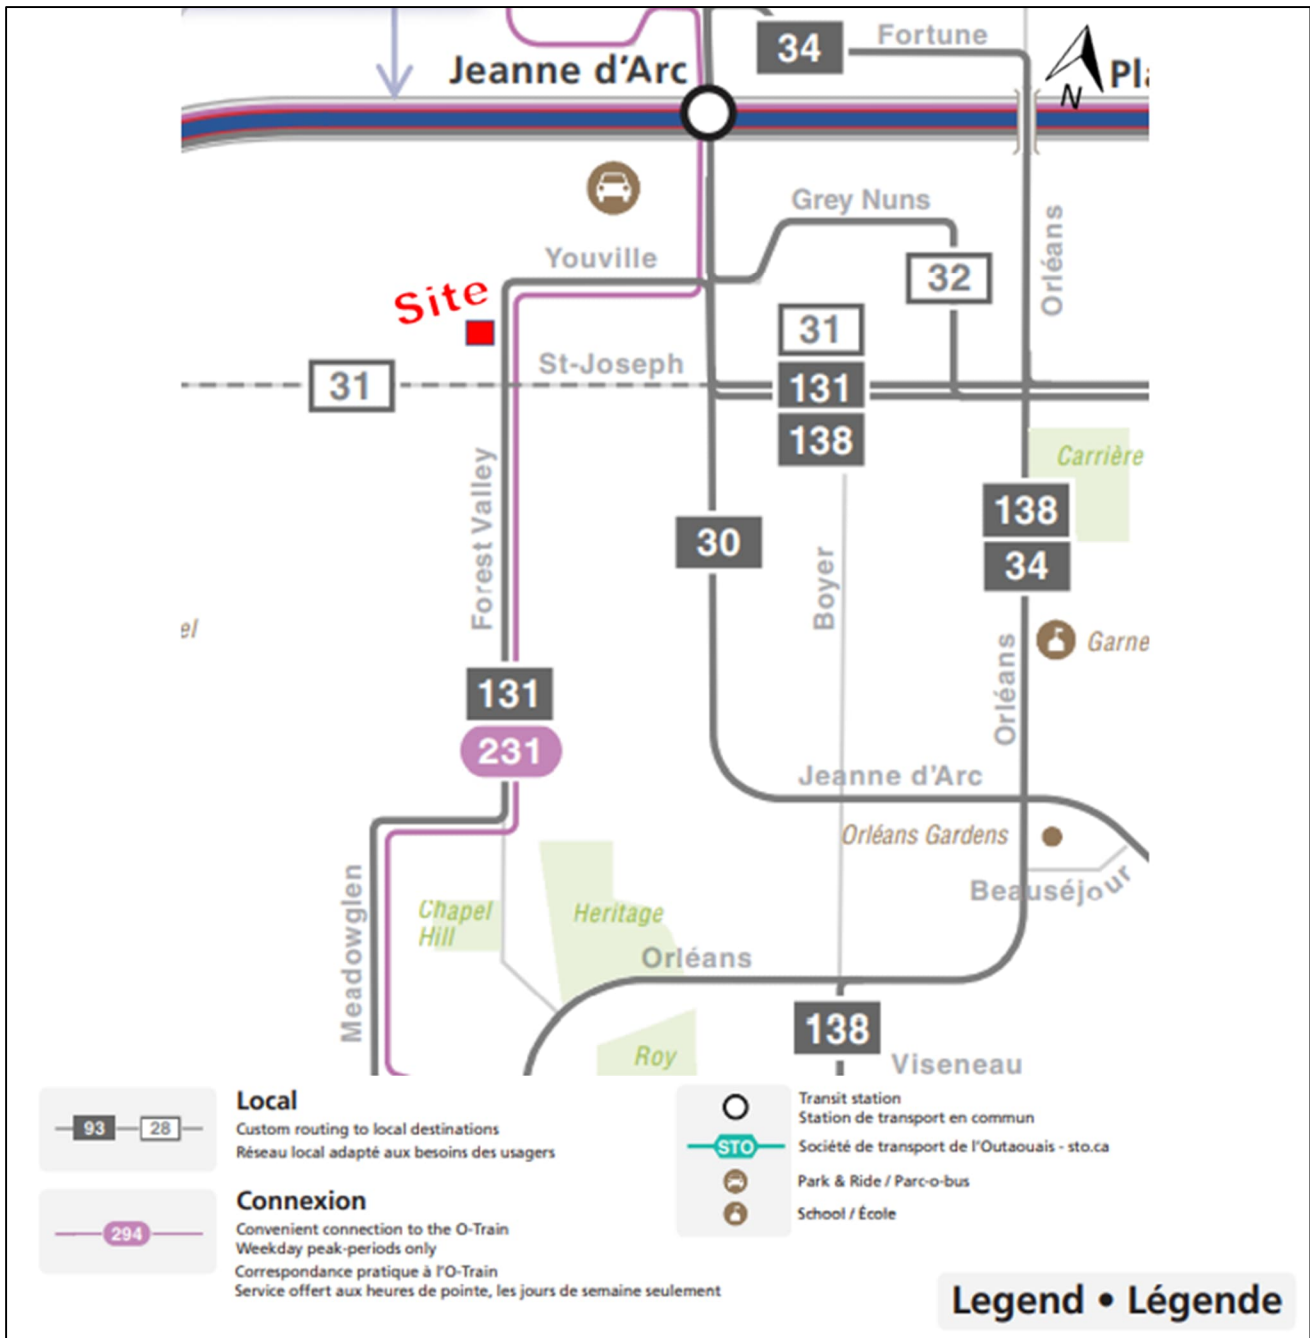 34
Fortune
Jeanne d'Arc
N
Pla
Grey Nuns
Youville
32
Orléans
Site
31
St-Joseph
31
131
138
Carrière
Forest Valley
138
30
Boyer
34
el
Garne
Orléans
131
231
Jeanne d'Arc
Orléans Gardens
Beauséjour
Meadowglen
Chapel
Hill
Heritage
Orléans
138
Roy
Viseneau
93
28
Local
Custom routing to local destinations
Réseau local adapté aux besoins des usagers
294
Connexion
Convenient connection to the O-Train
Weekday peak-periods only
Correspondance pratique à l'O-Train
Service offert aux heures de pointe, les jours de semaine seulement
Transit station
Station de transport en commun
STO
Société de transport de l'Outaouais - sto.ca
Park & Ride / Parc-o-bus
School / École
Legend • Légende